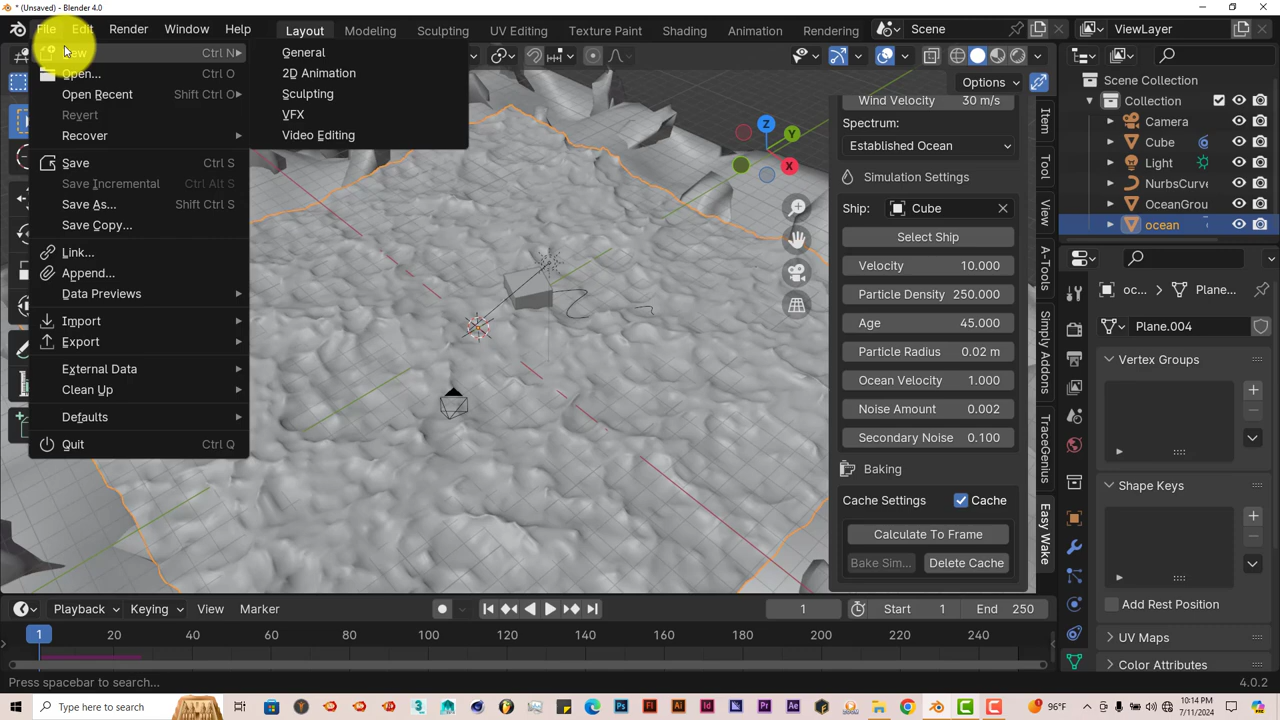 * (Unsaved) - Blender 4.0
File Edit Render Window Help Layout Modeling Sculpting UV Editing Texture Paint Shading Animation Rendering Scene ViewLayer
Ctrl N
Open... Ctrl O
Open Recent Shift Ctrl O
Revert
Recover
Save Ctrl S
Save Incremental Ctrl Alt S
Save As... Shift Ctrl S
Save Copy...
Link...
Append...
Data Previews
Import
Export
External Data
Clean Up
Defaults
Quit Ctrl Q
General
2D Animation
Sculpting
VFX
Video Editing
Options
Z
Y
X
Wind Velocity 30 m/s
Spectrum:
Established Ocean
Simulation Settings
Ship: Cube
Select Ship
Velocity 10.000
Particle Density 250.000
Age 45.000
Particle Radius 0.02 m
Ocean Velocity 1.000
Noise Amount 0.002
Secondary Noise 0.100
Baking
Cache Settings Cache
Calculate To Frame
Bake Sim... Delete Cache
Item
Tool
View
A-Tools
Simply Addons
TraceGenius
Easy Wake
Scene Collection
Collection
Camera
Cube
Light
NurbsCurve
OceanGrou
ocean
oc... Plane...
Plane.004
Vertex Groups
Shape Keys
Add Rest Position
UV Maps
Color Attributes
Playback Keying View Marker 1 Start 1 End 250
1 20 40 60 80 100 120 140 160 180 200 220 240
Press spacebar to search... 4.0.2
Type here to search 96°F 10:14 PM
7/11/2024